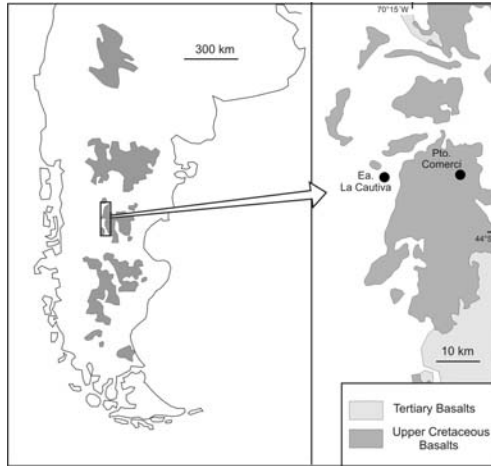 300 km
70°15´W
Pto.
Comerci
Ea.
La Cautiva
44°S
10 km
Tertiary Basalts
Upper Cretaceous
Basalts